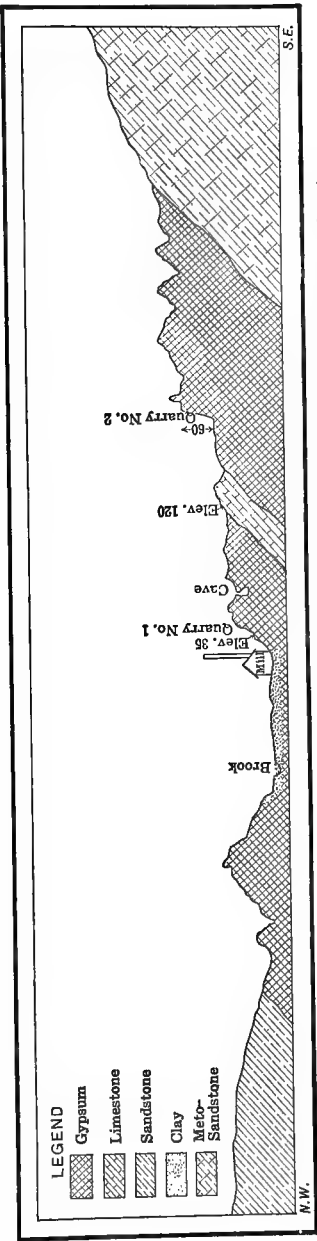 LEGEND
Gypsum
Limestone
Sandstone
Clay
Meto-
Sandstone
N.W.
Brook
Mill
Elev. 35
Quarry No. 1
Cave
Elev. 120
60
Quarry No. 2
S.E.